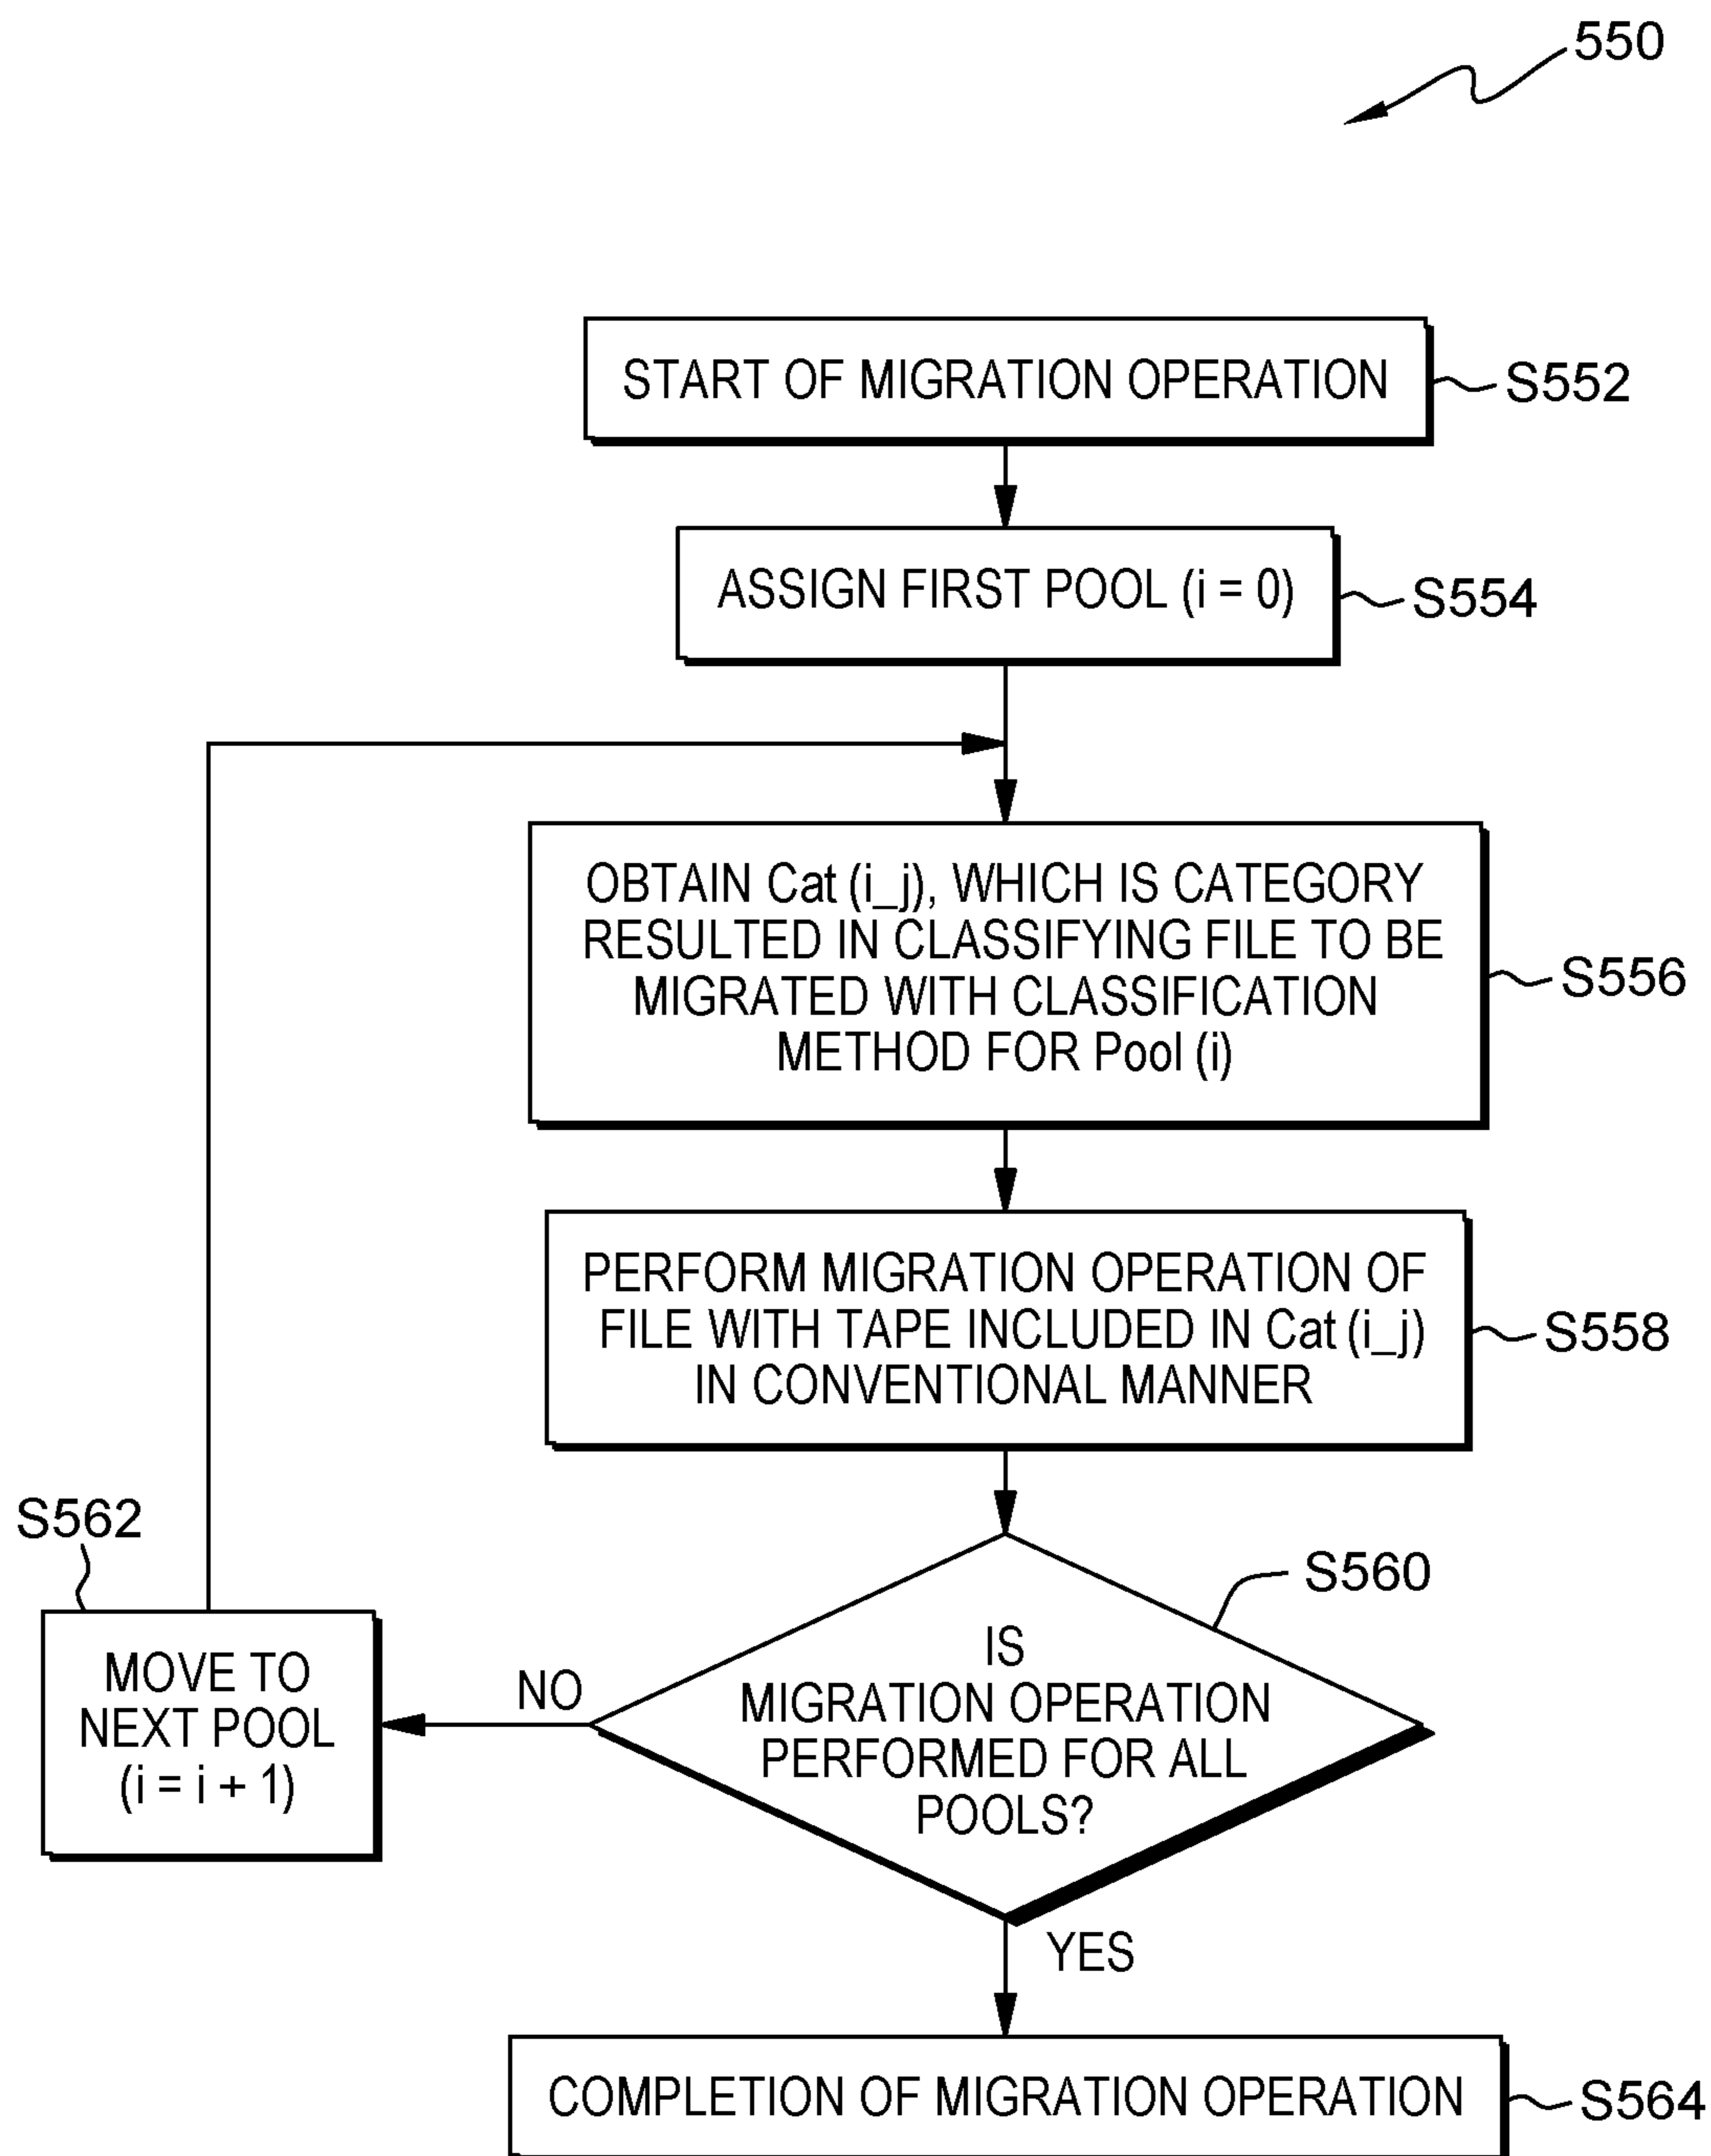 550
START OF MIGRATION OPERATION
S552
ASSIGN FIRST POOL (i = 0)
S554
OBTAIN Cat (i_j), WHICH IS CATEGORY
RESULTED IN CLASSIFYING FILE TO BE
MIGRATED WITH CLASSIFICATION
METHOD FOR Pool (i)
S556
PERFORM MIGRATION OPERATION OF
FILE WITH TAPE INCLUDED IN Cat (i_j)
IN CONVENTIONAL MANNER
S558
S560
IS
MIGRATION OPERATION
PERFORMED FOR ALL
POOLS?
NO
S562
MOVE TO
NEXT POOL
(i = i + 1)
YES
COMPLETION OF MIGRATION OPERATION
S564